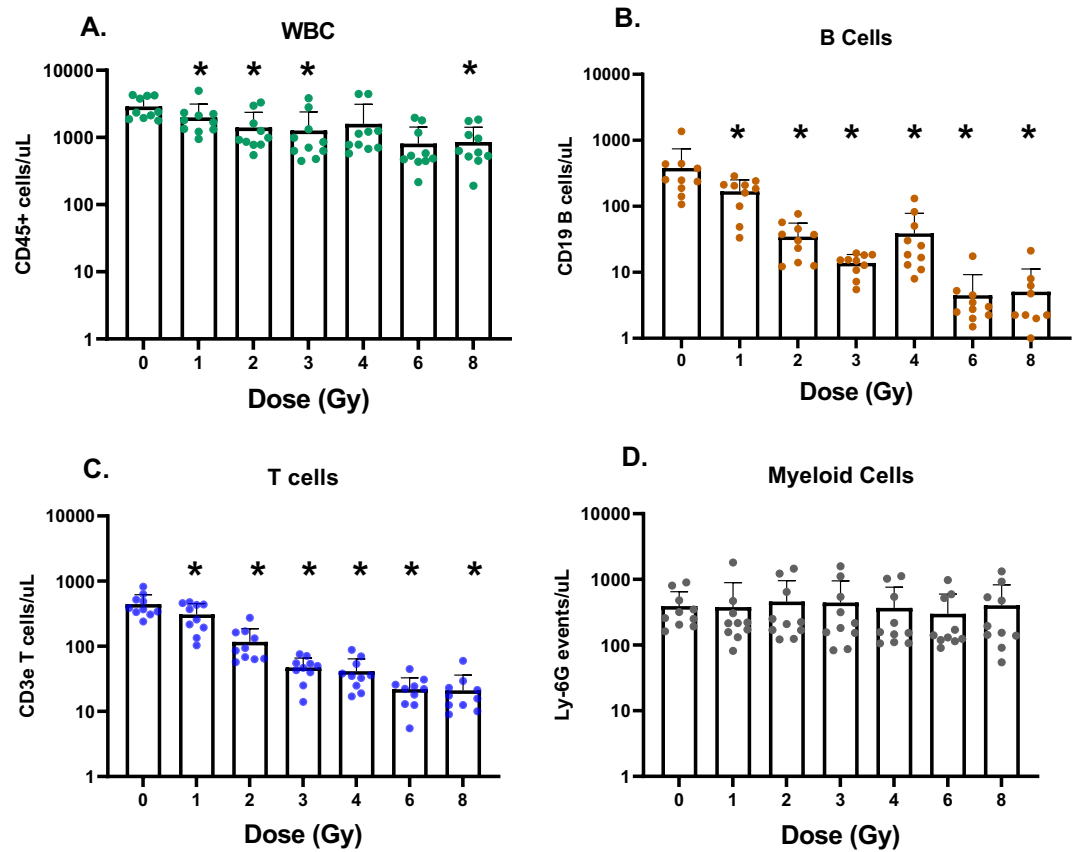 A.
WBC
CD45+ cells/uL
10000
1000
100
10
1
* * * *
0 1 2 3 4 6 8
Dose (Gy)
B.
B Cells
CD19 B cells/uL
10000
1000
100
10
1
* * * * * *
0 1 2 3 4 6 8
Dose (Gy)
C.
T cells
CD3e T cells/uL
10000
1000
100
10
1
* * * * * *
0 1 2 3 4 6 8
Dose (Gy)
D.
Myeloid Cells
Ly-6G events/uL
10000
1000
100
10
1
0 1 2 3 4 6 8
Dose (Gy)